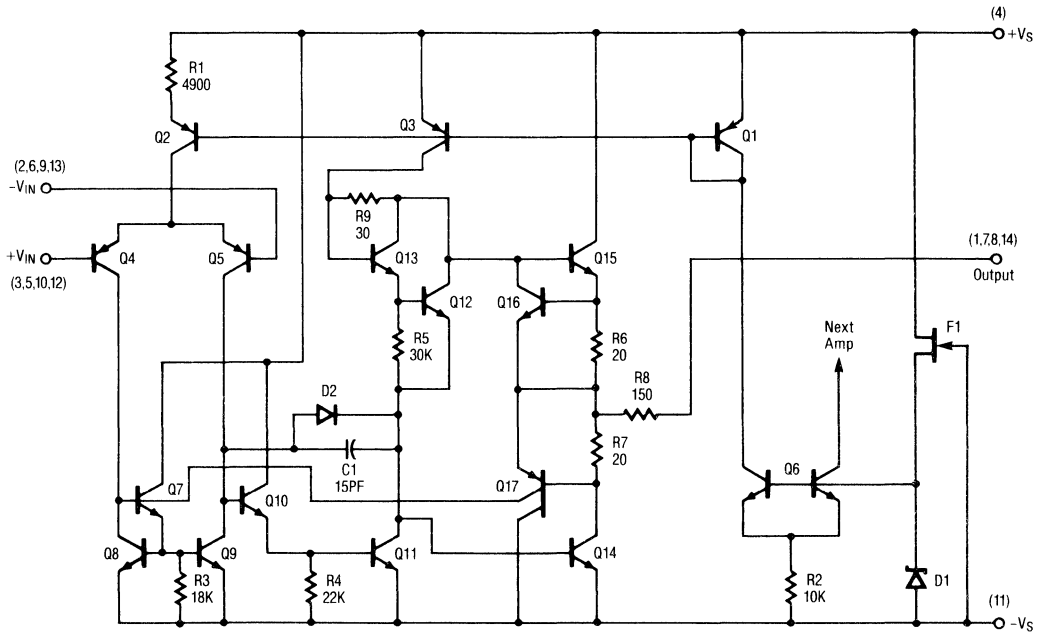 (4)
+VS
R1
4900
Q2
Q3
Q1
(2,6,9,13)
−VIN
R9
30
+VIN
Q4
Q5
Q13
Q15
(1,7,8,14)
Output
(3,5,10,12)
Q12
Q16
R5
30K
R6
20
Next
Amp
F1
D2
R8
150
C1
15PF
R7
20
Q7
Q10
Q17
Q6
Q8
Q9
Q11
Q14
R3
18K
R4
22K
R2
10K
D1
(11)
−VS